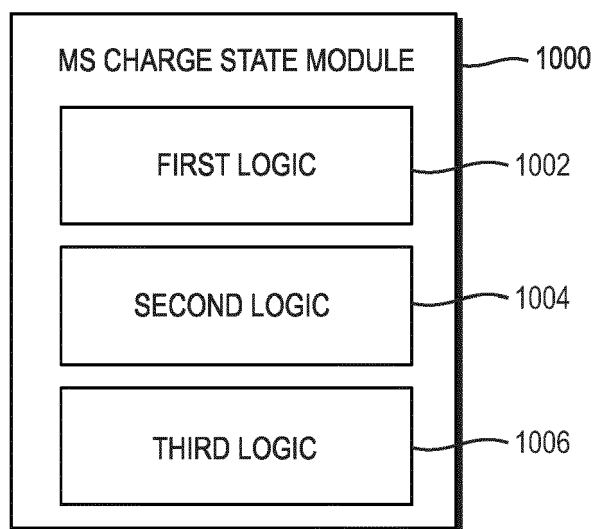 MS CHARGE STATE MODULE 1000
FIRST LOGIC 1002
SECOND LOGIC 1004
THIRD LOGIC 1006